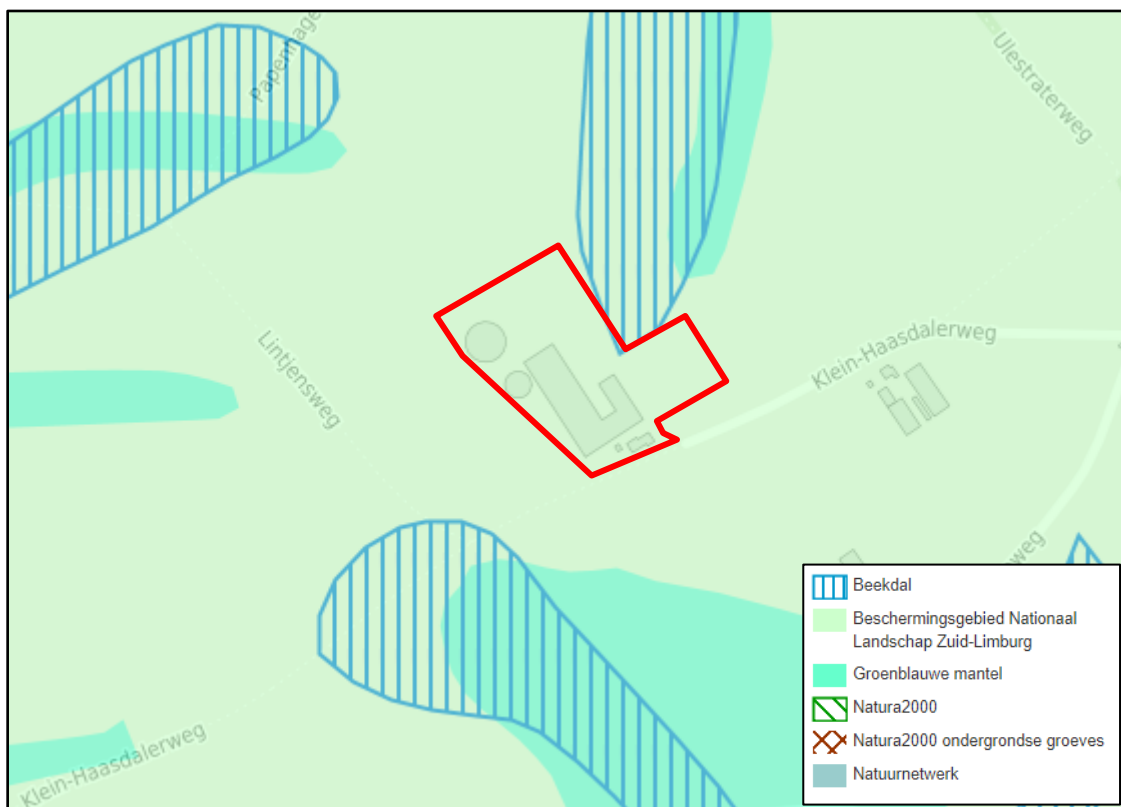 Papenhage
Ulestraterweg
Klein-Haasdalerweg
Lintjensweg
weg
Klein-Haasdalerweg
Beekdal
Beschermingsgebied Nationaal
Landschap Zuid-Limburg
Groenblauwe mantel
Natura2000
Natura2000 ondergrondse groeves
Natuurnetwerk